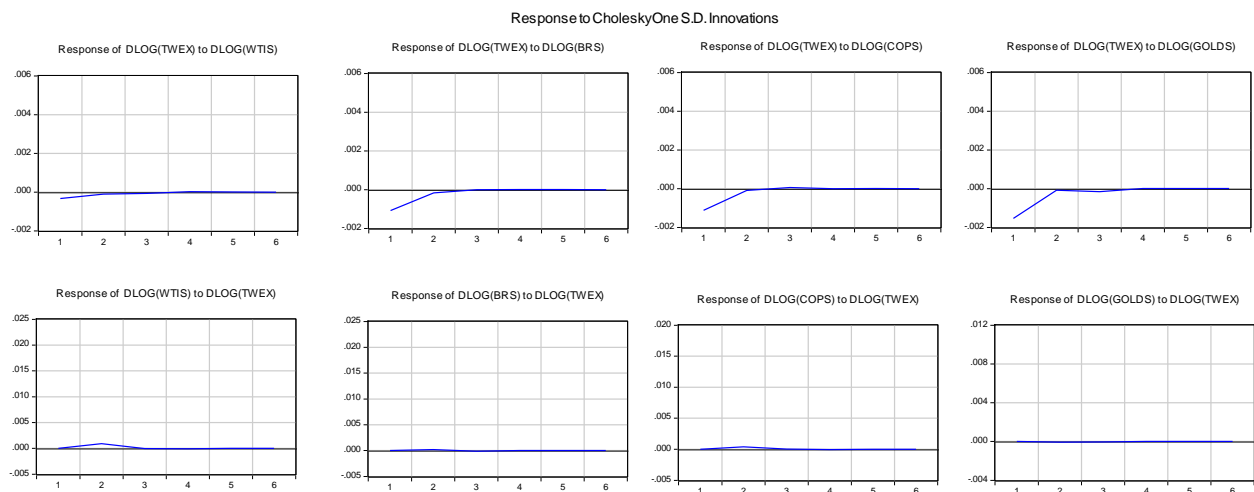 Response to CholeskyOne S.D. Innovations
Response of DLOG(TWEX) to DLOG(WTIS)
.006
.004
.002
.000
-.002
1 2 3 4 5 6
Response of DLOG(TWEX) to DLOG(BRS)
.006
.004
.002
.000
-.002
1 2 3 4 5 6
Response of DLOG(TWEX) to DLOG(COPS)
.006
.004
.002
.000
-.002
1 2 3 4 5 6
Response of DLOG(TWEX) to DLOG(GOLDS)
.006
.004
.002
.000
-.002
1 2 3 4 5 6
Response of DLOG(WTIS) to DLOG(TWEX)
.025
.020
.015
.010
.005
.000
-.005
1 2 3 4 5 6
Response of DLOG(BRS) to DLOG(TWEX)
.025
.020
.015
.010
.005
.000
-.005
1 2 3 4 5 6
Response of DLOG(COPS) to DLOG(TWEX)
.020
.015
.010
.005
.000
-.005
1 2 3 4 5 6
Response of DLOG(GOLDS) to DLOG(TWEX)
.012
.008
.004
.000
-.004
1 2 3 4 5 6